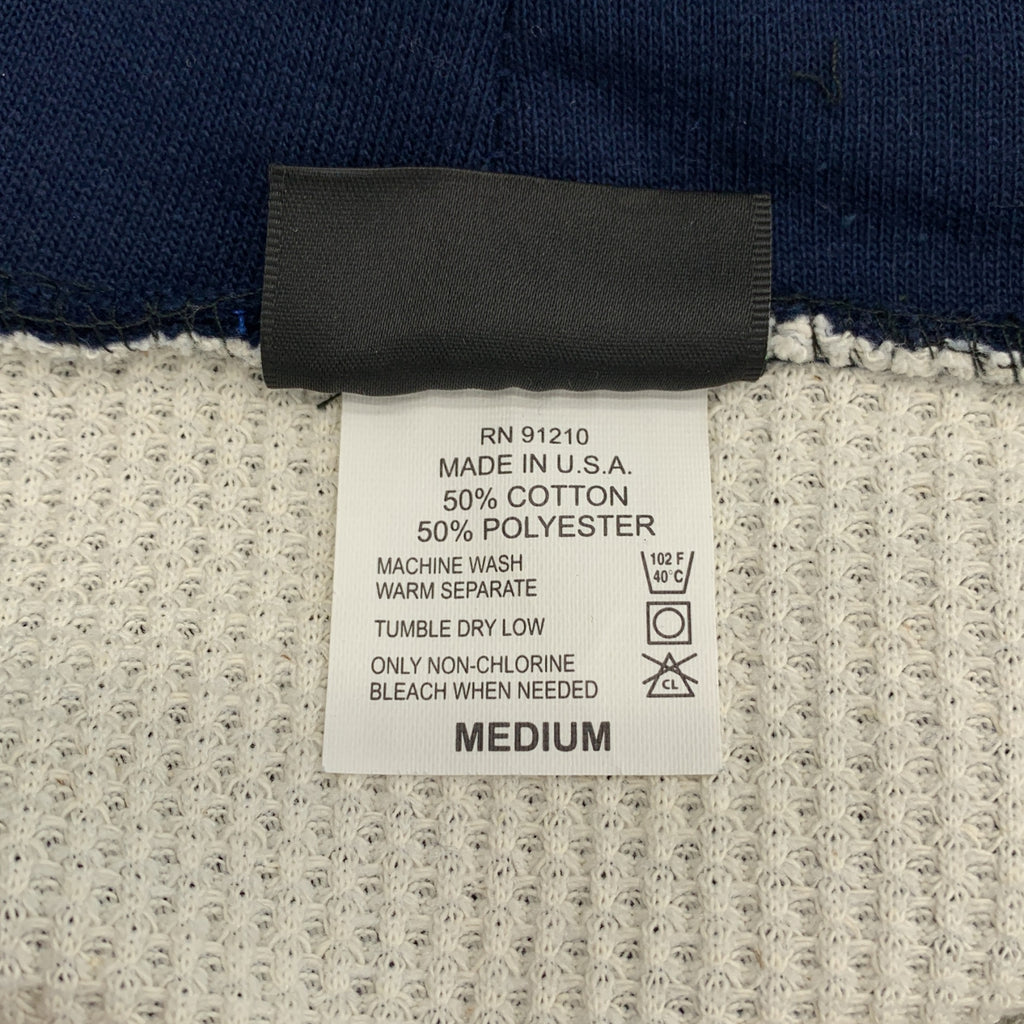 RN 91210
MADE IN U.S.A.
50% COTTON
50% POLYESTER
MACHINE WASH
WARM SEPARATE
102 F
40°C
TUMBLE DRY LOW
ONLY NON-CHLORINE
BLEACH WHEN NEEDED
CL
MEDIUM